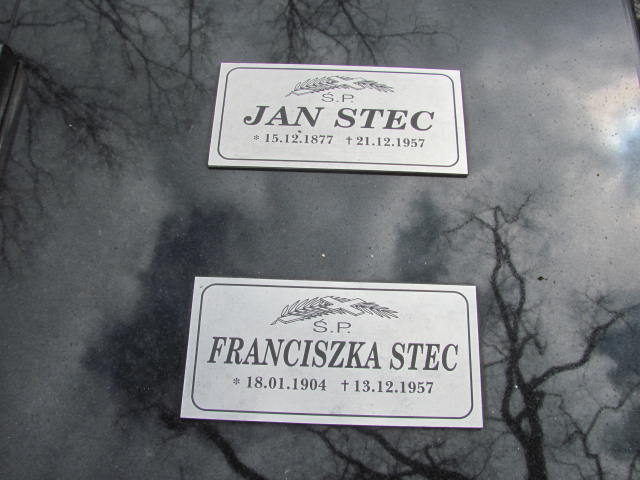 Ś.P.
JAN STEC
* 15.12.1877 † 21.12.1957
Ś.P.
FRANCISZKA STEC
* 18.01.1904 † 13.12.1957